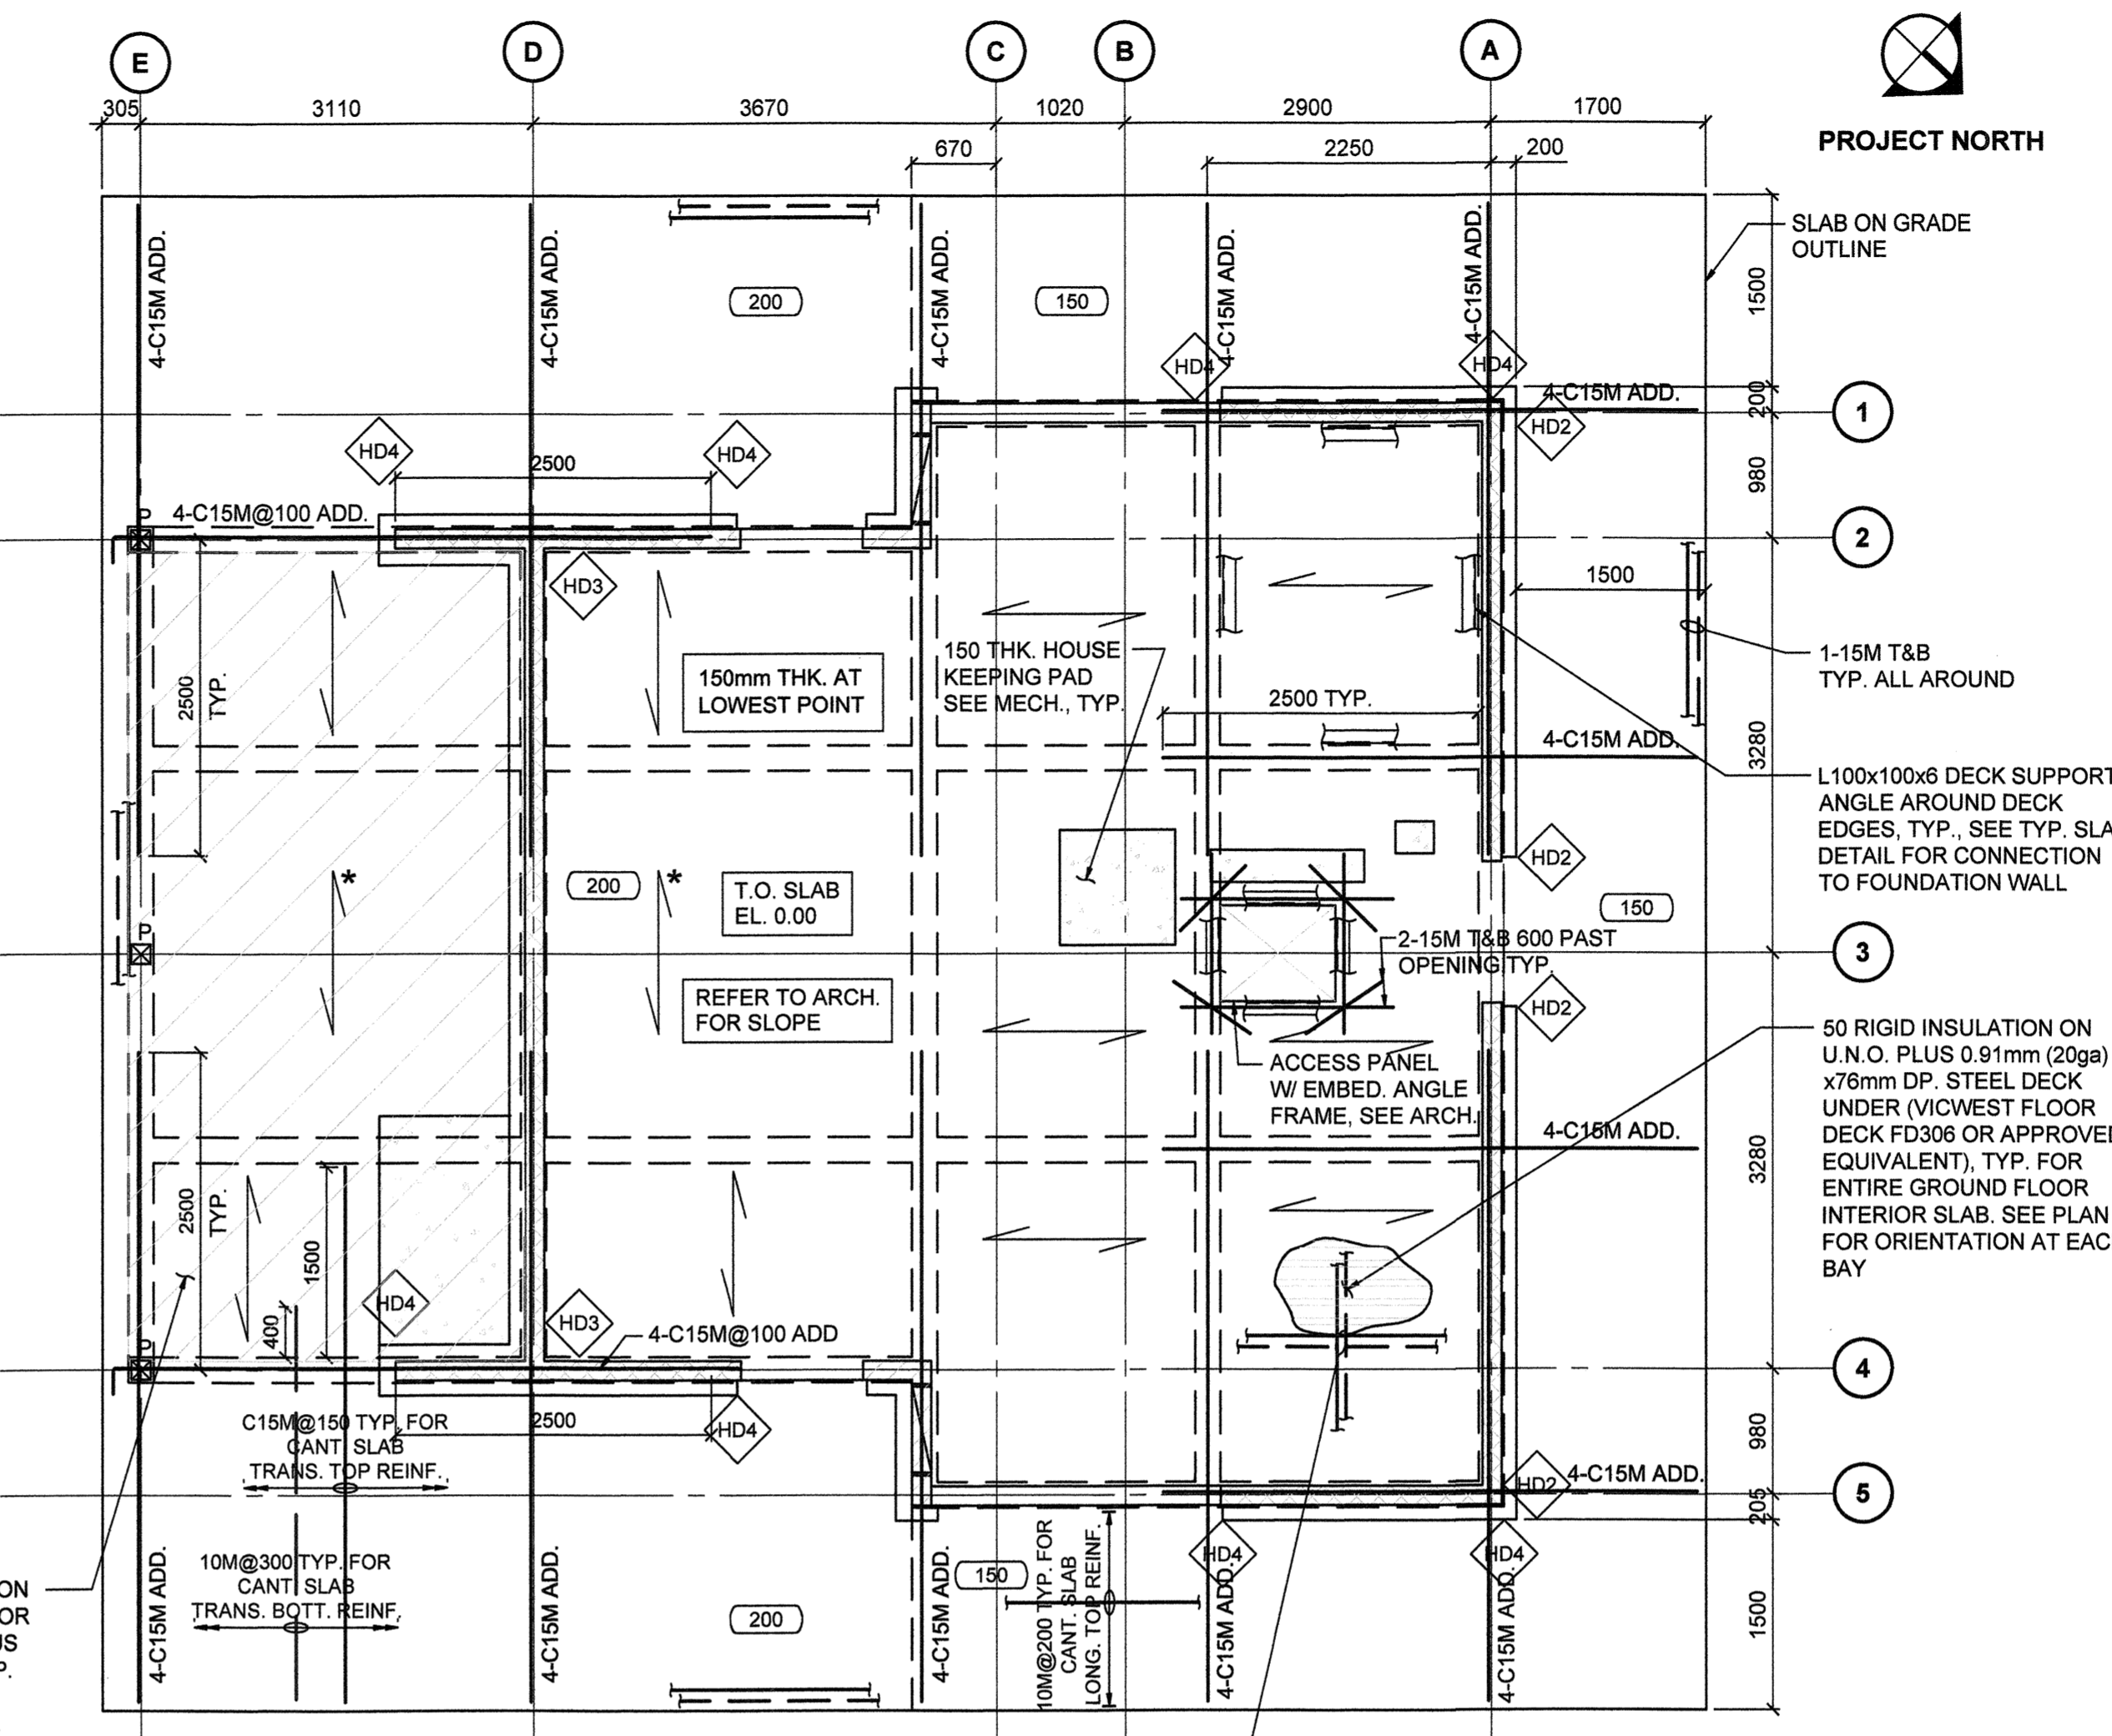 E
D
C
B
A
PROJECT NORTH
305
3110
3670
1020
2900
1700
670
2250
200
SLAB ON GRADE
OUTLINE
4-C15M ADD.
4-C15M ADD.
4-C15M ADD.
4-C15M ADD.
4-C15M ADD.
200
150
1500
HD4
HD4
4-C15M ADD.
200
1
HD2
HD4
HD4
2500
980
P
4-C15M@100 ADD.
2
HD3
1500
1-15M T&B
TYP. ALL AROUND
150 THK. HOUSE
KEEPING PAD
SEE MECH., TYP.
150mm THK. AT
LOWEST POINT
2500
TYP.
2500 TYP.
4-C15M ADD.
3280
L100x100x6 DECK SUPPORT
ANGLE AROUND DECK
EDGES, TYP., SEE TYP. SLA
DETAIL FOR CONNECTION
TO FOUNDATION WALL
HD2
*
200
*
T.O. SLAB
EL. 0.00
150
P
2-15M T&B 600 PAST
OPENING TYP.
3
REFER TO ARCH.
FOR SLOPE
HD2
ACCESS PANEL
W/ EMBED. ANGLE
FRAME, SEE ARCH.
50 RIGID INSULATION ON
U.N.O. PLUS 0.91mm (20ga)
x76mm DP. STEEL DECK
UNDER (VICWEST FLOOR
DECK FD306 OR APPROVED
EQUIVALENT), TYP. FOR
ENTIRE GROUND FLOOR
INTERIOR SLAB. SEE PLAN
FOR ORIENTATION AT EAC
BAY
4-C15M ADD.
3280
2500
TYP.
1500
400
HD4
HD3
4-C15M@100 ADD
P
4
C15M@150 TYP. FOR
CANT. SLAB
TRANS. TOP REINF.
2500
HD4
980
4-C15M ADD.
HD2
205
5
10M@300 TYP. FOR
CANT. SLAB
TRANS. BOTT. REINF.
4-C15M ADD.
4-C15M ADD.
4-C15M ADD.
150
10M@200 TYP. FOR
CANT. SLAB
LONG. TOP REINF.
HD4
4-C15M ADD.
HD4
4-C15M ADD.
200
1500
ON
OR
US
P.